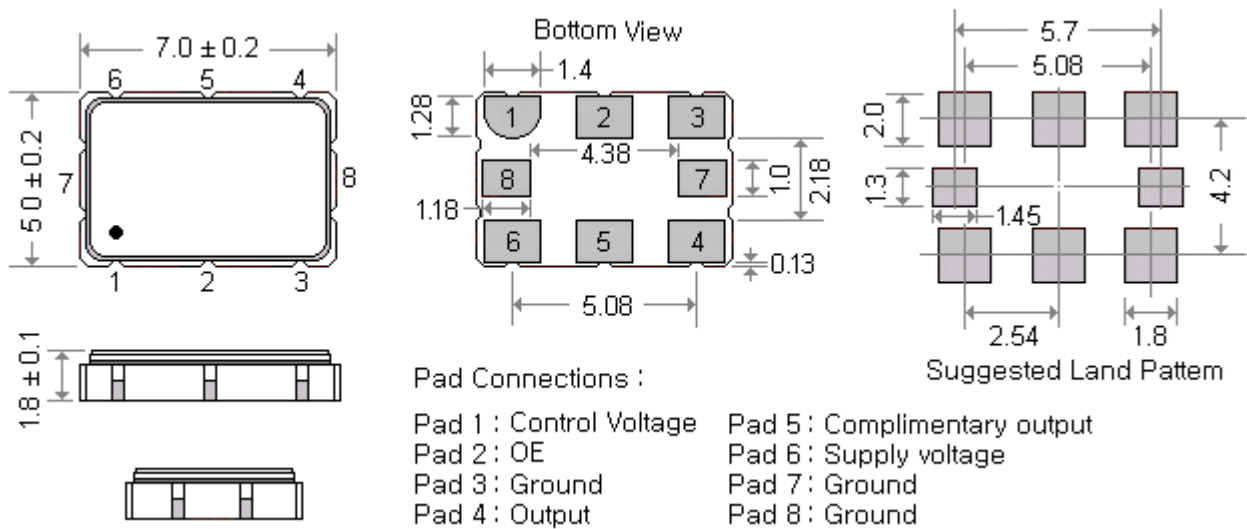 7.0 ± 0.2
6 5 4
5.0 ± 0.2
7
8
1 2 3
1.8 ± 0.1
Bottom View
1.4
1.28
1 2 3
4.38
8 7
1.0
2.18
1.18
6 5 4
0.13
5.08
5.7
5.08
2.0
1.3
1.45
4.2
2.54
1.8
Suggested Land Pattem
Pad Connections :
Pad 1 : Control Voltage
Pad 2 : OE
Pad 3 : Ground
Pad 4 : Output
Pad 5 : Complimentary output
Pad 6 : Supply voltage
Pad 7 : Ground
Pad 8 : Ground